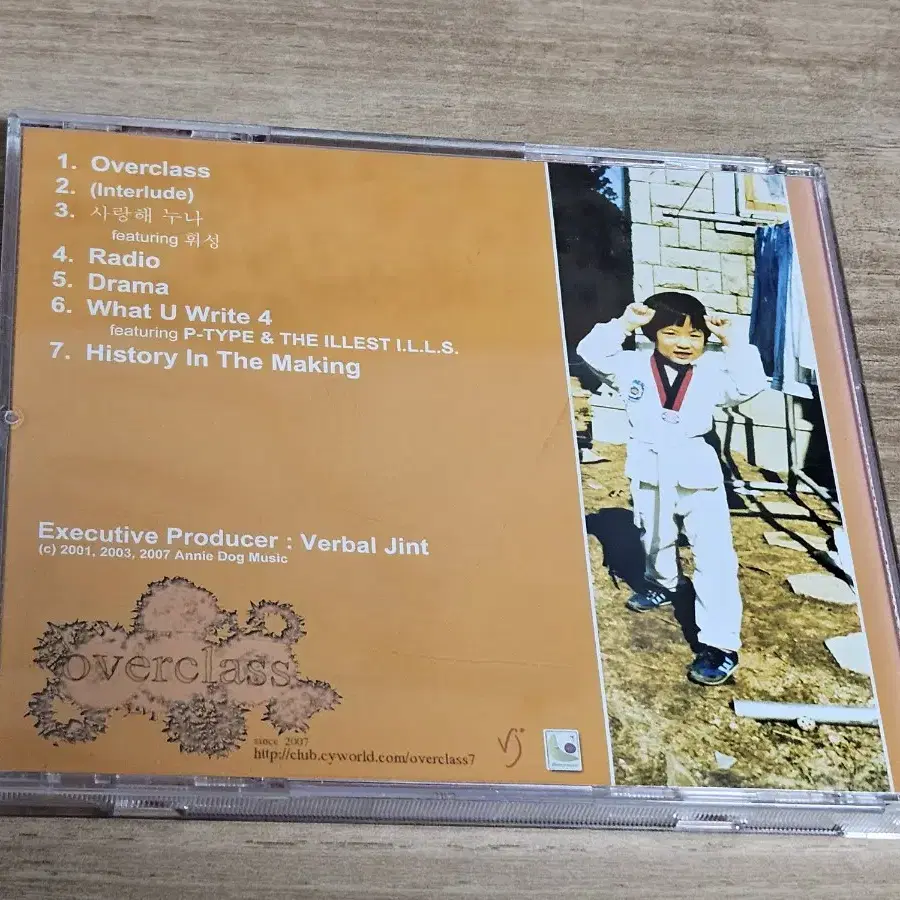 1. Overclass
2. (Interlude)
3. 사랑해 누나
featuring 휘성
4. Radio
5. Drama
6. What U Write 4
featuring P-TYPE & THE ILLEST I.L.L.S.
7. History In The Making
Executive Producer : Verbal Jint
(c) 2001, 2003, 2007 Annie Dog Music
overclass
since 2007
http://club.cyworld.com/overclass7
vj